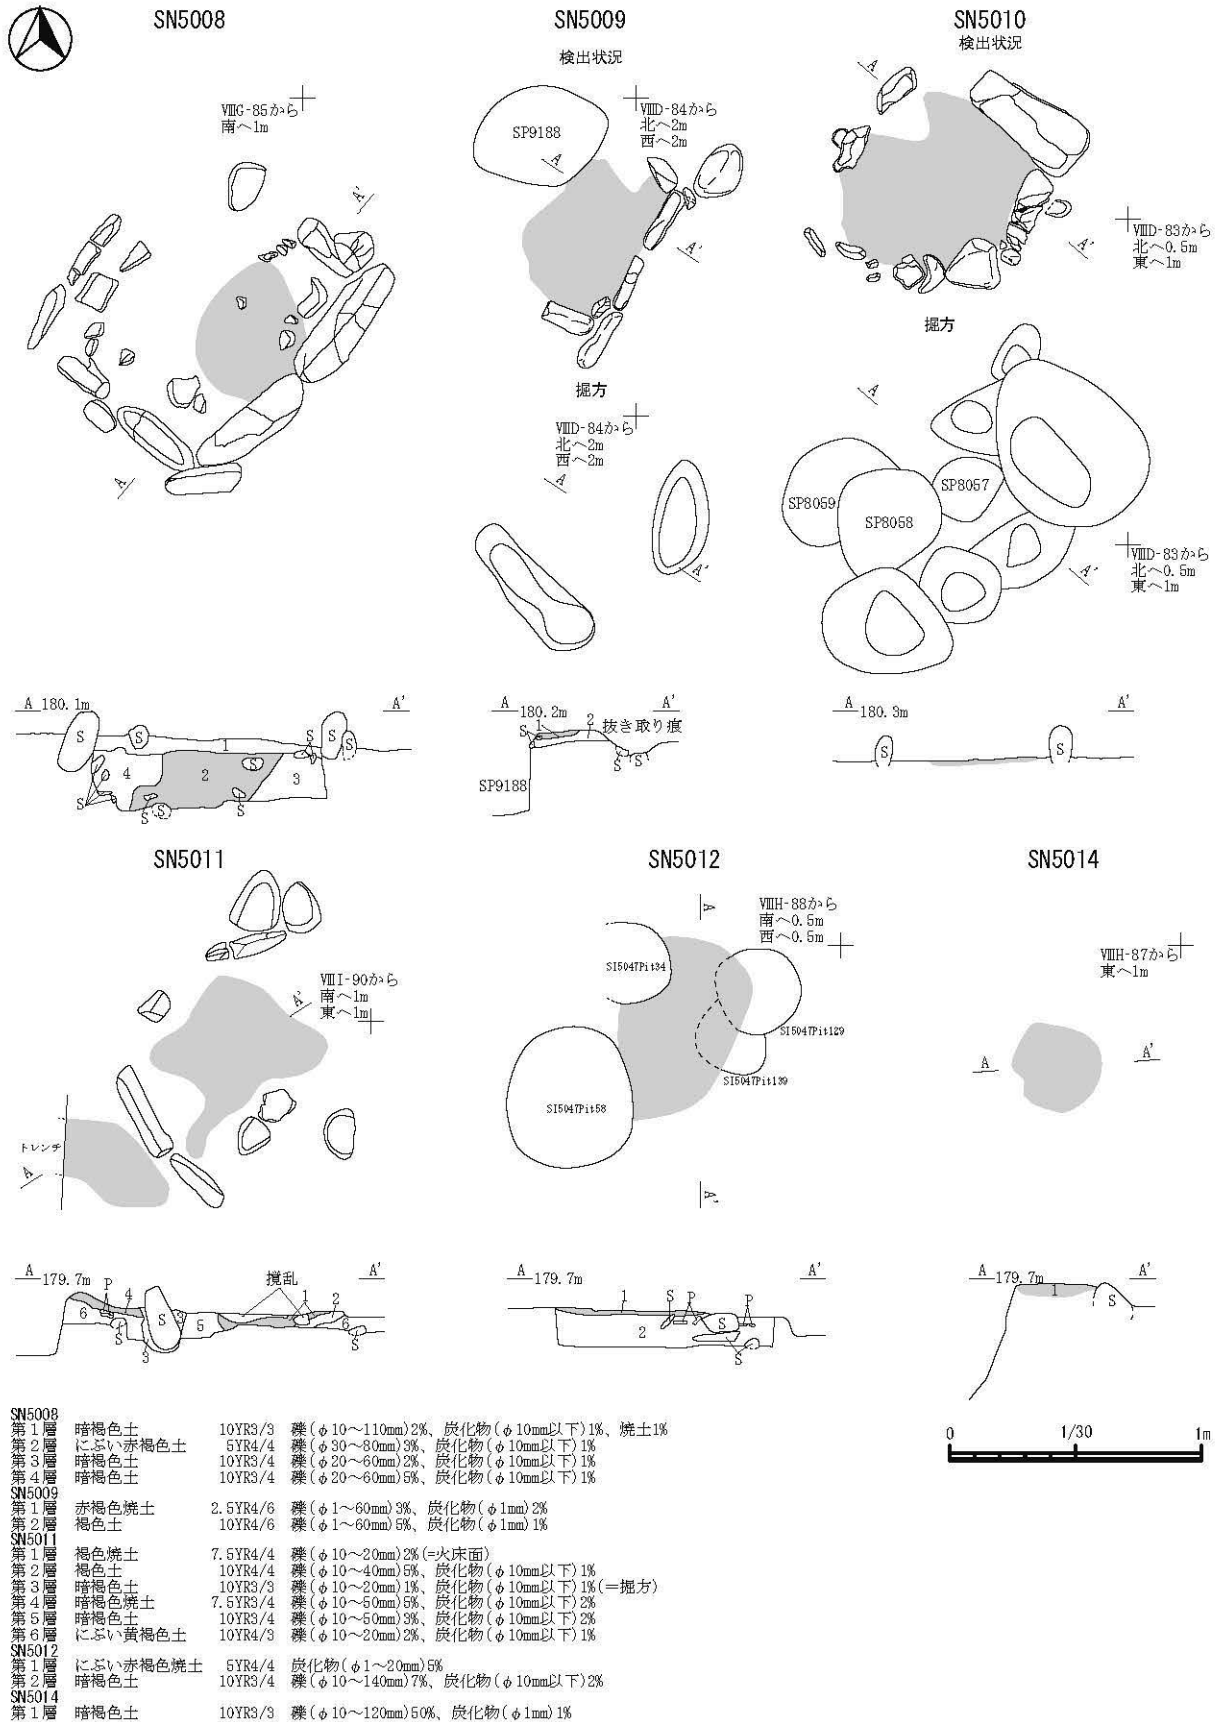 SN5008
SN5009
SN5010
検出状況
検出状況
ⅧG-85から
南へ1m
A'
A
SP9188
ⅧD-84から
北へ2m
西へ2m
A
A'
掘方
ⅧD-84から
北へ2m
西へ2m
A
A'
A
ⅧD-83から
北へ0.5m
東へ1m
A'
掘方
A
SP8059
SP8058
SP8057
ⅧD-83から
北へ0.5m
東へ1m
A'
A 180.1m A'
S
S
S
S
S
1
4
2
3
S
S
S
S
S
A 180.2m A'
S
1
2
抜き取り痕
S
S
SP9188
A 180.3m A'
S
S
SN5011
SN5012
SN5014
ⅧI-90から
南へ1m
東へ1m
A'
トレンチ
A
A
ⅧH-88から
南へ0.5m
西へ0.5m
SI5047Pit34
SI5047Pit129
SI5047Pit139
SI5047Pit58
A'
ⅧH-87から
東へ1m
A
A'
A 179.7m A'
P
4
撹乱
1
2
6
S
S
3
3
5
6
S
A 179.7m A'
1
S
P
P
2
S
S
A 179.7m A'
1
S
SN5008
第1層 暗褐色土 10YR3/3 礫(φ10～110mm)2%、炭化物(φ10mm以下)1%、焼土1%
第2層 にぶい赤褐色土 5YR4/4 礫(φ30～80mm)3%、炭化物(φ10mm以下)1%
第3層 暗褐色土 10YR3/4 礫(φ20～60mm)2%、炭化物(φ10mm以下)1%
第4層 暗褐色土 10YR3/4 礫(φ20～60mm)5%、炭化物(φ10mm以下)1%
SN5009
第1層 赤褐色焼土 2.5YR4/6 礫(φ1～60mm)3%、炭化物(φ1mm)2%
第2層 褐色土 10YR4/6 礫(φ1～60mm)5%、炭化物(φ1mm)1%
SN5011
第1層 褐色焼土 7.5YR4/4 礫(φ10～20mm)2%(=火床面)
第2層 褐色土 10YR4/4 礫(φ10～40mm)5%、炭化物(φ10mm以下)1%
第3層 暗褐色土 10YR3/3 礫(φ10～20mm)1%、炭化物(φ10mm以下)1%(=掘方)
第4層 暗褐色焼土 7.5YR3/4 礫(φ10～50mm)5%、炭化物(φ10mm以下)2%
第5層 暗褐色土 10YR3/4 礫(φ10～50mm)3%、炭化物(φ10mm以下)2%
第6層 にぶい黄褐色土 10YR4/3 礫(φ10～20mm)2%、炭化物(φ10mm以下)1%
SN5012
第1層 にぶい赤褐色焼土 5YR4/4 炭化物(φ1～20mm)5%
第2層 暗褐色土 10YR3/4 礫(φ10～140mm)7%、炭化物(φ10mm以下)2%
SN5014
第1層 暗褐色土 10YR3/3 礫(φ10～120mm)50%、炭化物(φ1mm)1%
0 1/30 1m